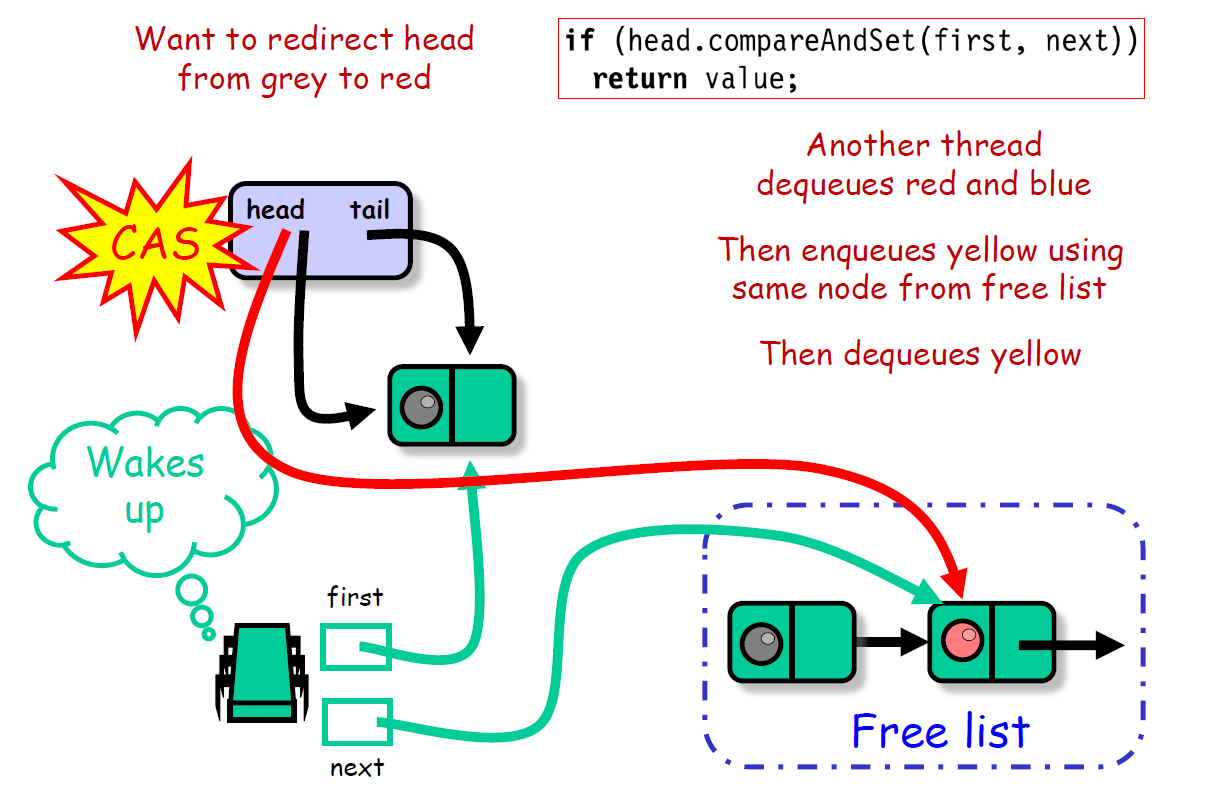 Want to redirect head
from grey to red
if (head.compareAndSet(first, next))
return value;
Another thread
dequeues red and blue
Then enqueues yellow using
same node from free list
Then dequeues yellow
CAS
head tail
Wakes
up
first
next
Free list